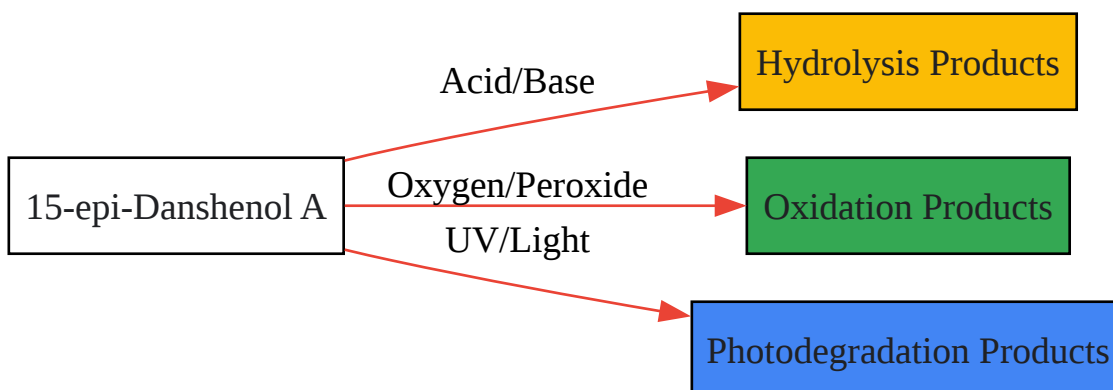 Hydrolysis Products
Acid/Base
15-epi-Danshenol A
Oxygen/Peroxide
Oxidation Products
UV/Light
Photodegradation Products